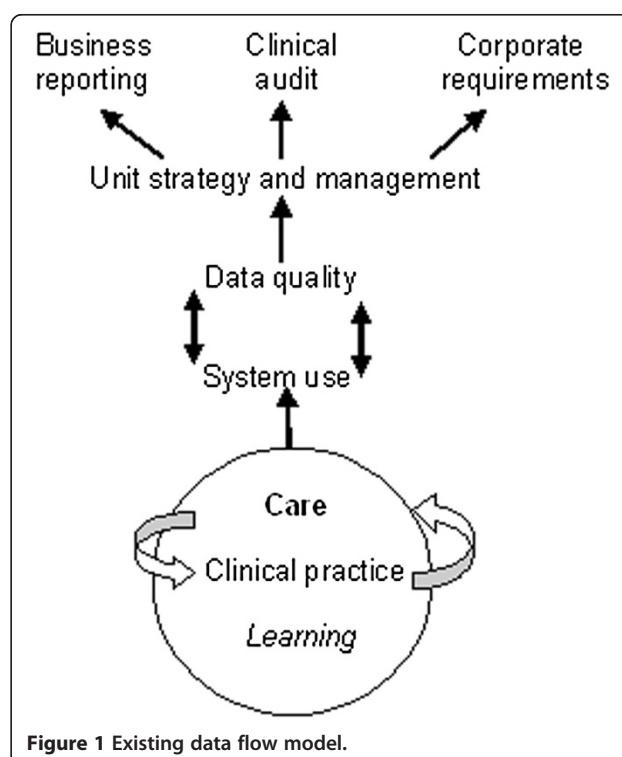 Business Clinical Corporate
reporting audit requirements
Unit strategy and management
Data quality
System use
Care
Clinical practice
Learning
Figure 1 Existing data flow model.